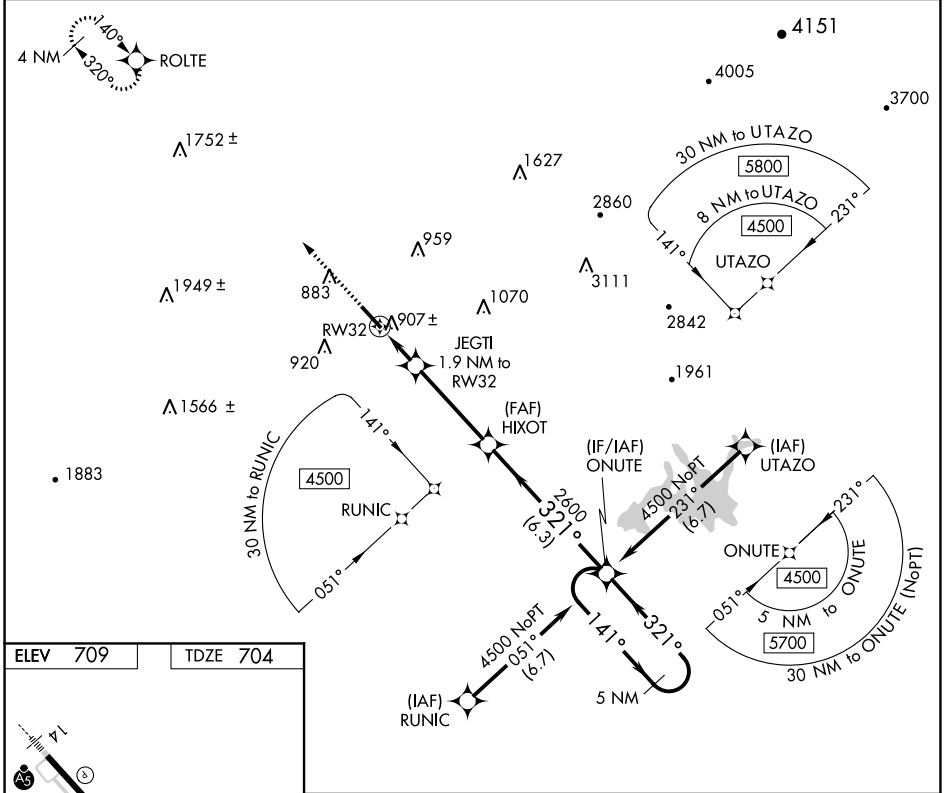 140°
4 NM
320°
ROLTE
4151
4005
3700
1752 ±
1627
30 NM to UTAZO
5800
8 NM to UTAZO
4500
231°
141°
UTAZO
2860
959
3111
1949 ±
883
1070
2842
RW32
907 ±
920
JEGTI
1.9 NM to
RW32
1961
1566 ±
(FAF)
HIXOT
1883
141°
30 NM to RUNIC
4500
RUNIC
051°
(IF/IAF)
ONUTE
(IAF)
UTAZO
4500 NoPT
231°
(6.7)
2600
321°
(6.3)
231°
ONUTE
4500
051°
5 NM to ONUTE
5700
30 NM to ONUTE (NoPT)
4500 NoPT
051°
(6.7)
141°
321°
5 NM
(IAF)
RUNIC
ELEV 709
TDZE 704
14
A5
P